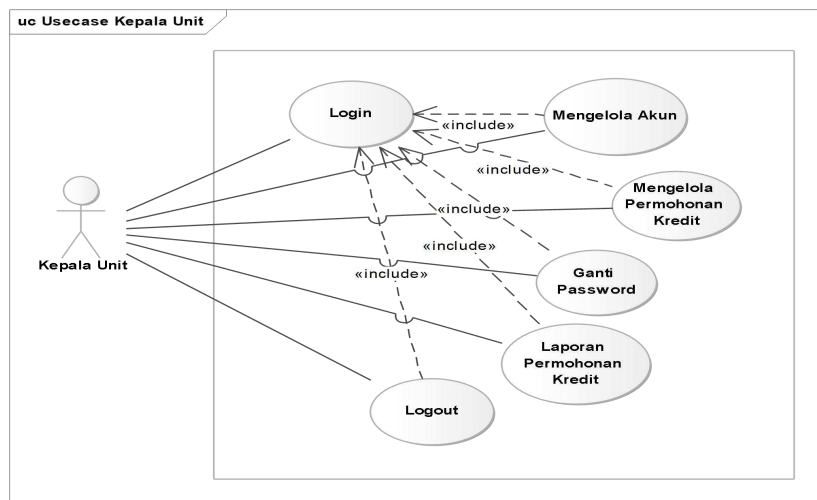 uc Usecase Kepala Unit
Login
Mengelola Akun
«include»
«include»
Mengelola
Permohonan
Kredit
«include»
«include»
Kepala Unit
«include»
Ganti
Password
Laporan
Permohonan
Kredit
Logout